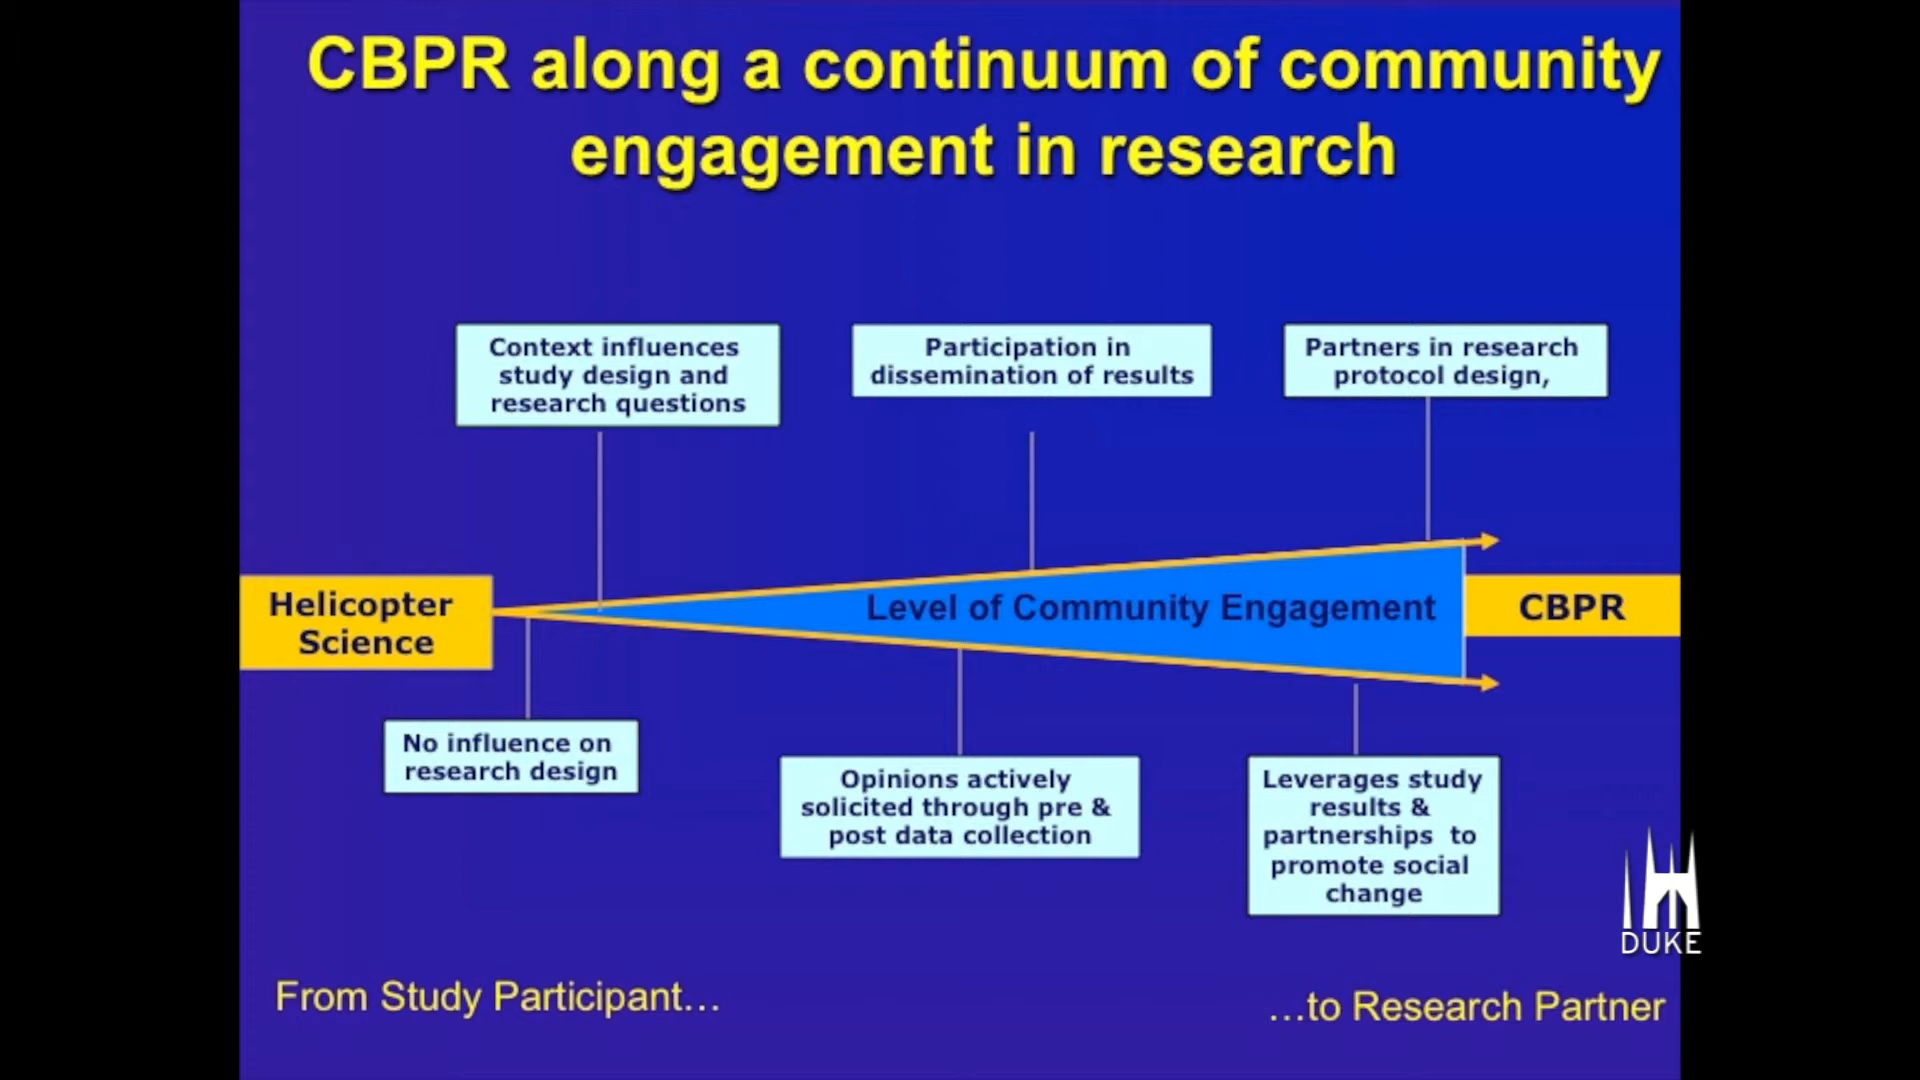 CBPR along a continuum of community
engagement in research
Context influences
study design and
research questions
Participation in
dissemination of results
Partners in research
protocol design,
Helicopter
Science
Level of Community Engagement
CBPR
No influence on
research design
Opinions actively
solicited through pre &
post data collection
Leverages study
results &
partnerships to
promote social
change
DUKE
From Study Participant...
...to Research Partner